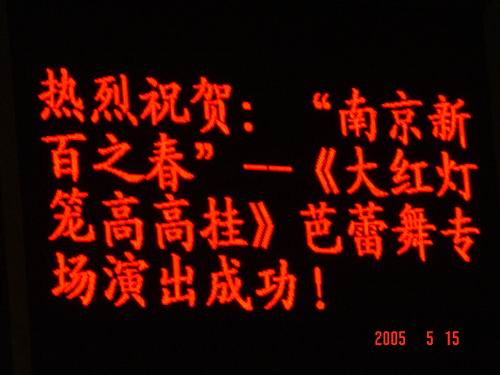 热烈祝贺：“南京新
百之春”——《大红灯
笼高高挂》芭蕾舞专
场演出成功！
2005 5 15